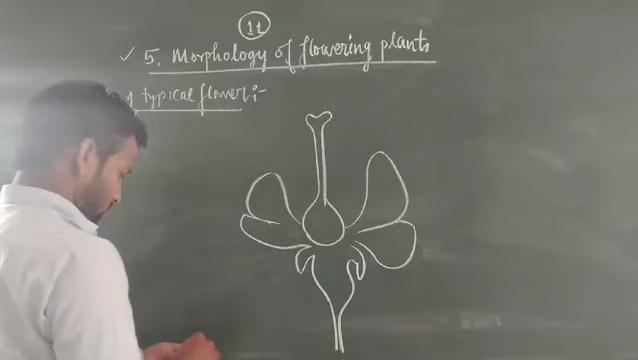 11
✓ 5. Morphology of flowering plants
typical flower:-